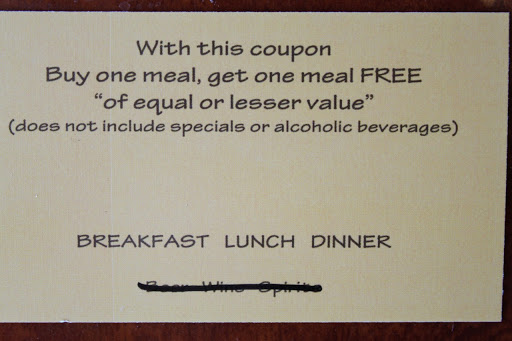 With this coupon
Buy one meal, get one meal FREE
“of equal or lesser value”
(does not include specials or alcoholic beverages)
BREAKFAST LUNCH DINNER
Beer Wine Spirits